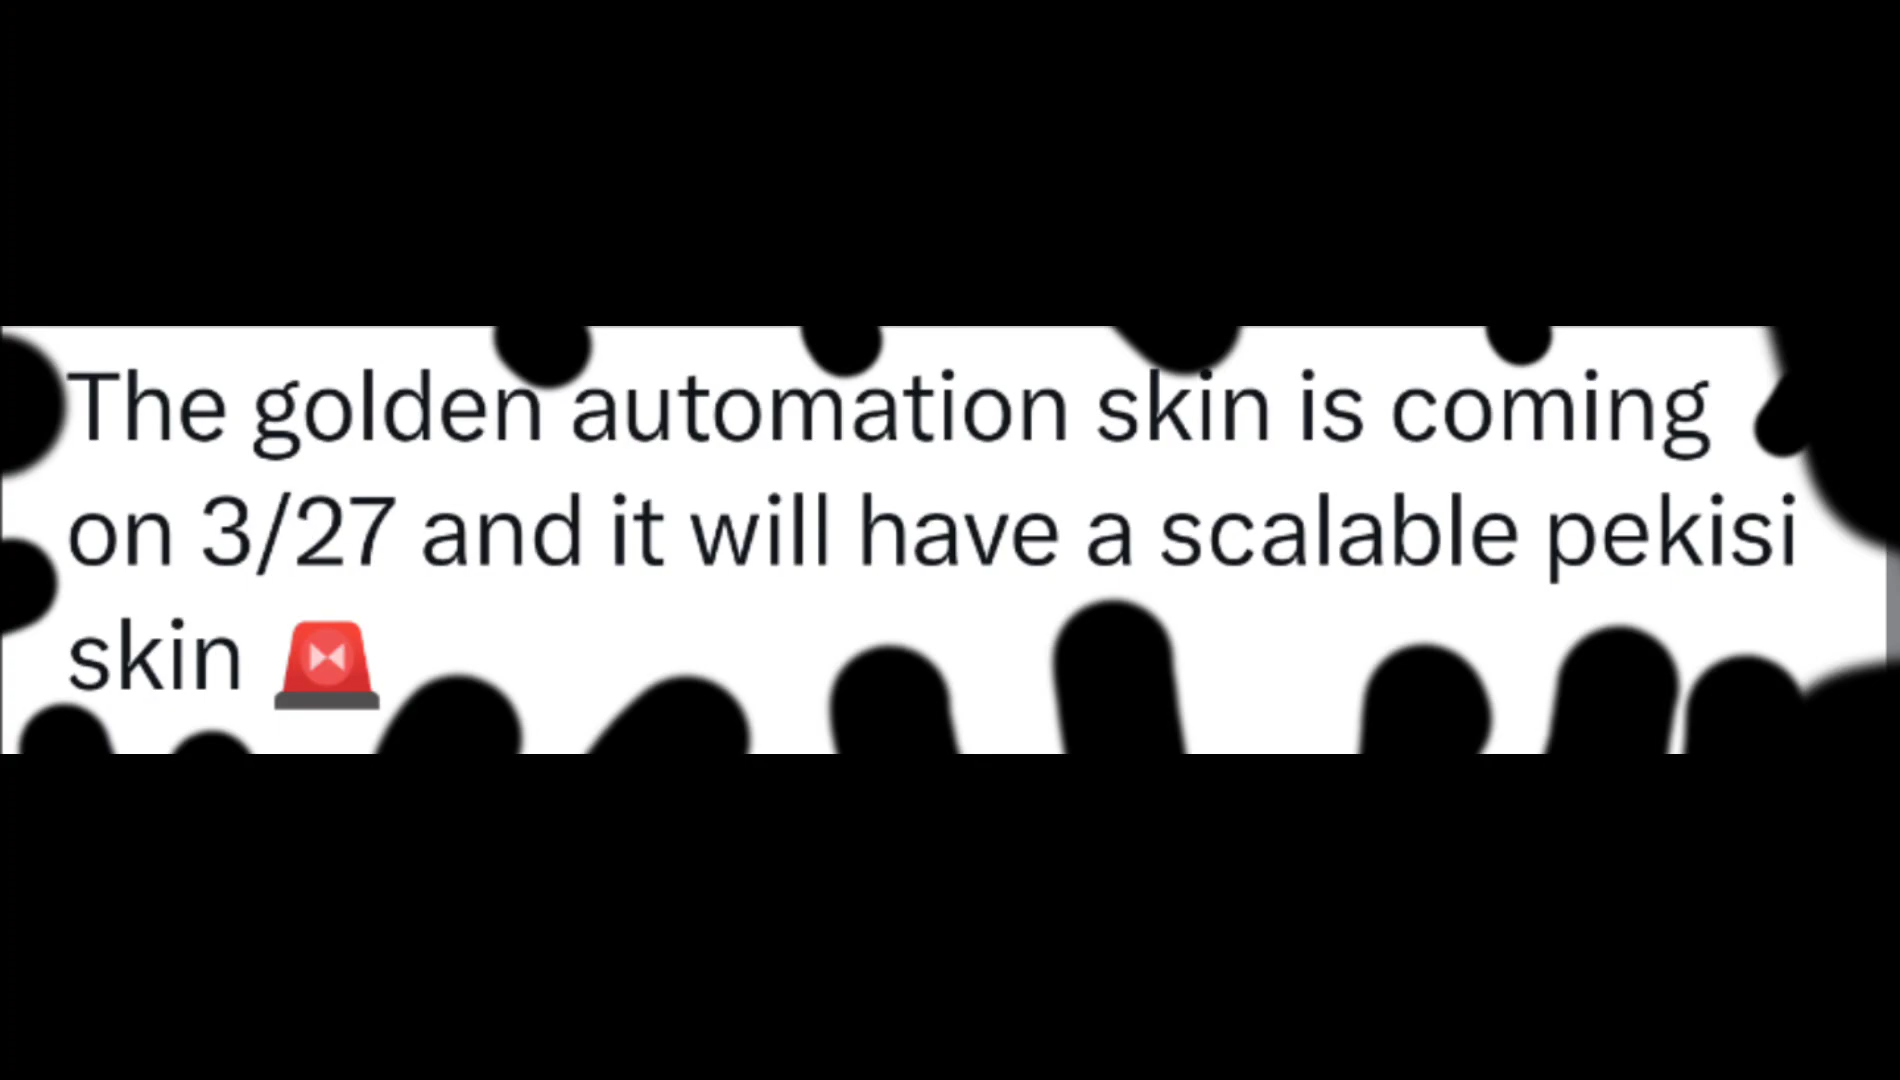 The golden automation skin is coming
on 3/27 and it will have a scalable pekisi
skin 🚨